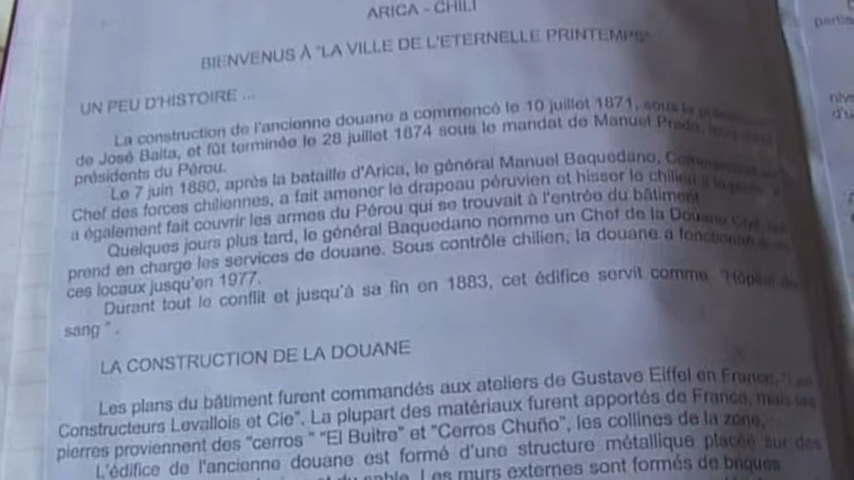 ARICA - CHILI
BIENVENUS À "LA VILLE DE L'ETERNELLE PRINTEMPS"
UN PEU D'HISTOIRE ...
La construction de l'ancienne douane a commencé le 10 juillet 1871, sous la
de José Balta, et fût terminée le 28 juillet 1874 sous le mandat de Manuel Prado,
présidents du Pérou.
Le 7 juin 1880, après la bataille d'Arica, le général Manuel Baquedano,
Chef des forces chiliennes, a fait amener le drapeau péruvien et hisser le chilien à la
a également fait couvrir les armes du Pérou qui se trouvait à l'entrée du bâtiment
Quelques jours plus tard, le général Baquedano nomme un Chef de la Douane
prend en charge les services de douane. Sous contrôle chilien, la douane a fonctionné
ces locaux jusqu'en 1977.
Durant tout le conflit et jusqu'à sa fin en 1883, cet édifice servit comme "Hôpital de
sang".
LA CONSTRUCTION DE LA DOUANE
Les plans du bâtiment furent commandés aux ateliers de Gustave Eiffel en France, "Les
Constructeurs Levallois et Cie". La plupart des matériaux furent apportés de France, mais les
pierres proviennent des "cerros" "El Buitre" et "Cerros Chuño", les collines de la zone.
L'édifice de l'ancienne douane est formé d'une structure métallique placée sur des
sable. Les murs externes sont formés de briques